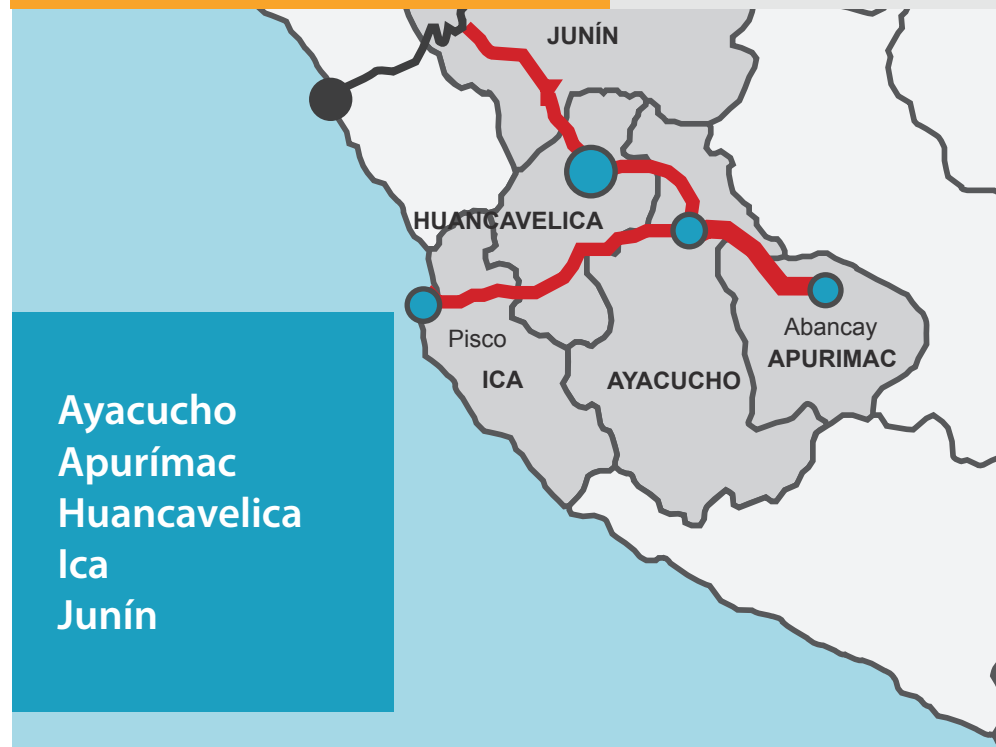 JUNÍN
HUANCAVELICA
Pisco
Abancay
APURIMAC
ICA
AYACUCHO
Ayacucho
Apurímac
Huancavelica
Ica
Junín